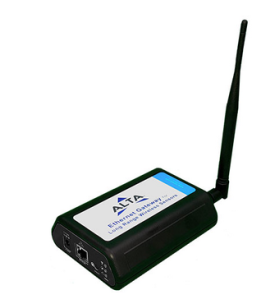 ALTA
Ethernet Gateway
Long Range Wireless Sensors